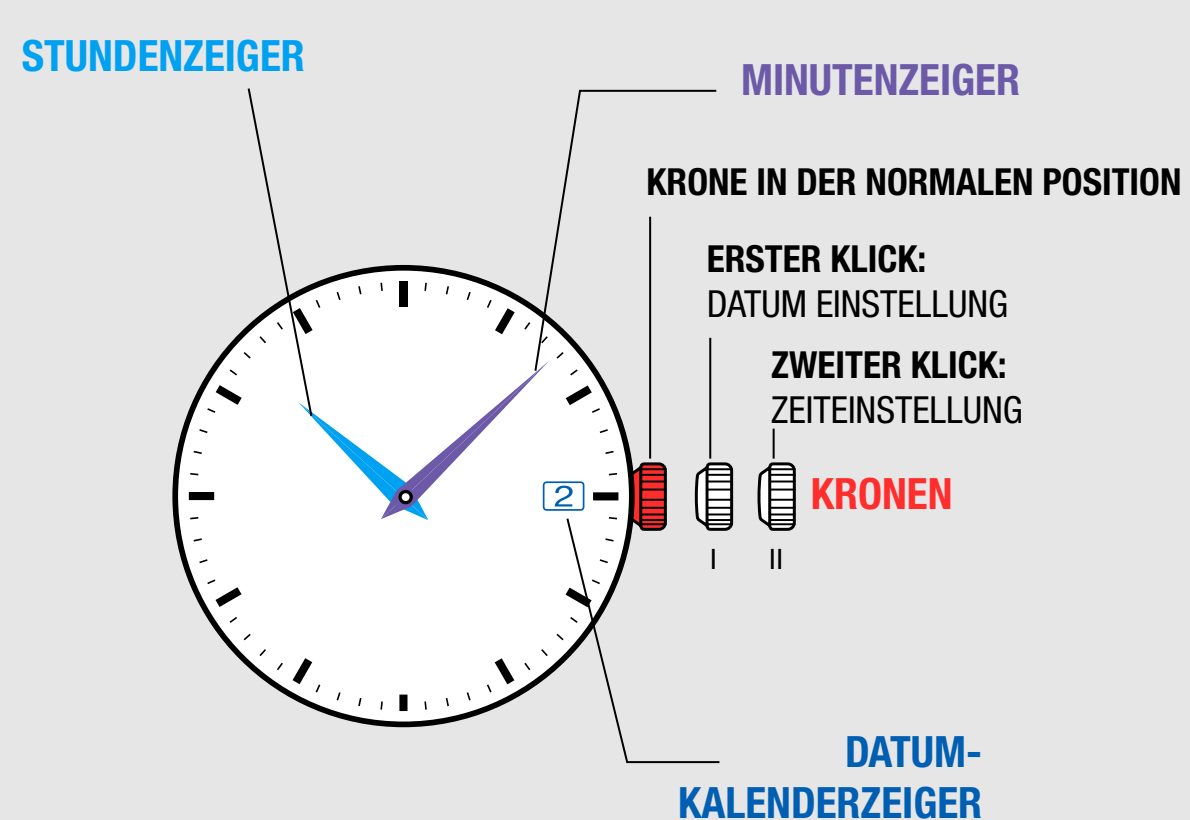 STUNDENZEIGER
MINUTENZEIGER
KRONE IN DER NORMALEN POSITION
ERSTER KLICK:
DATUM EINSTELLUNG
ZWEITER KLICK:
ZEITEINSTELLUNG
2
KRONEN
I II
DATUM-
KALENDERZEIGER